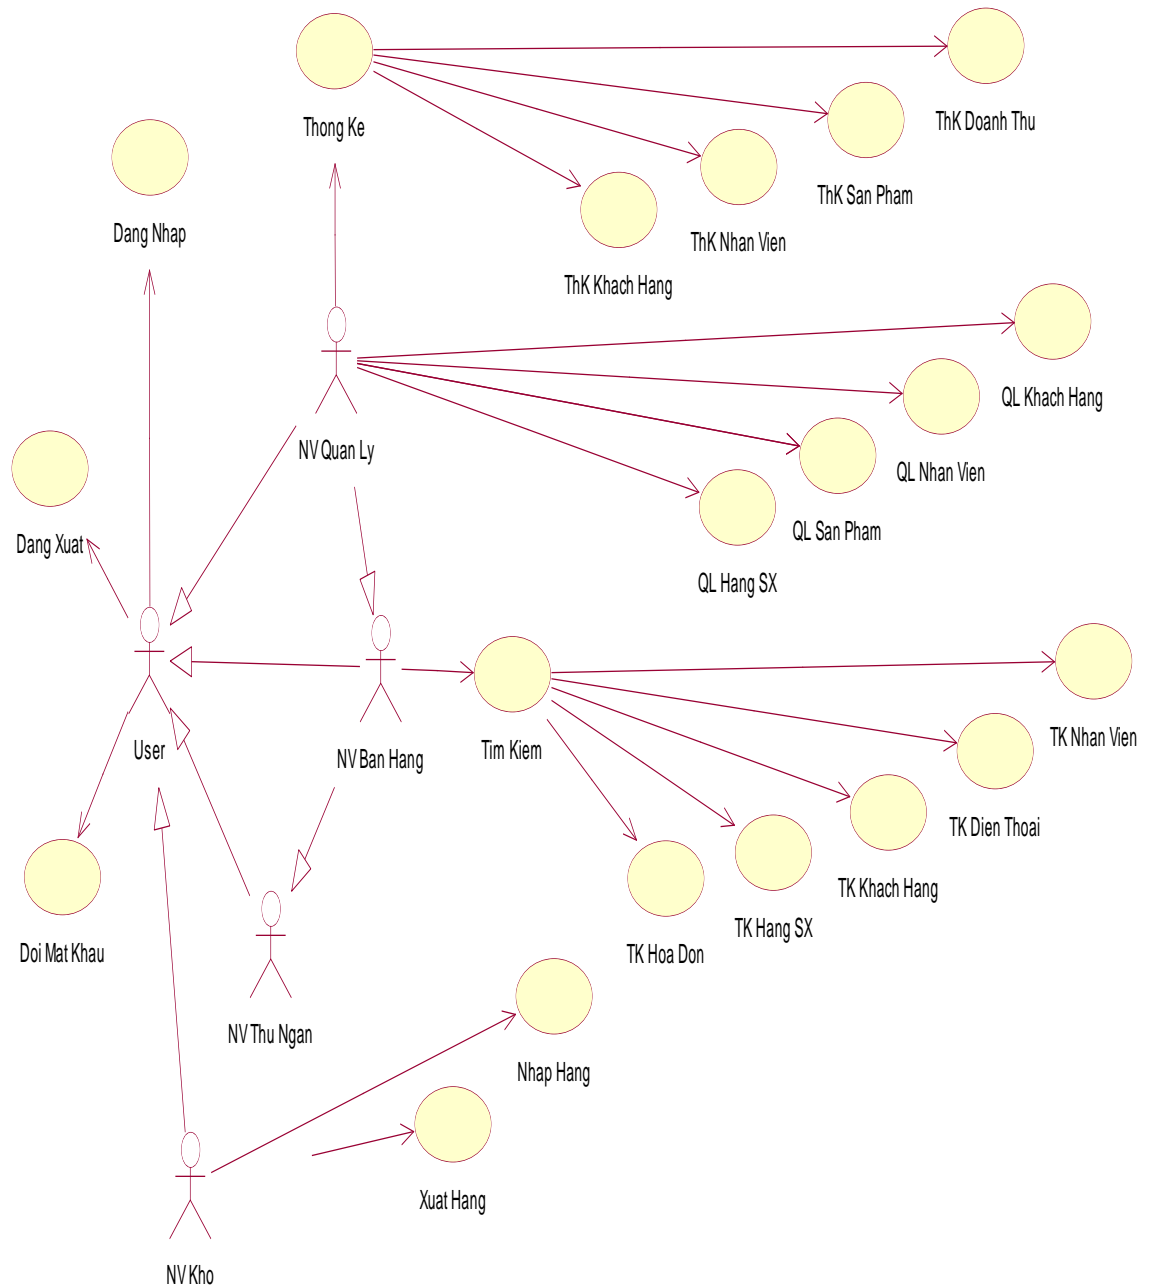 Thong Ke
ThK Doanh Thu
ThK San Pham
Dang Nhap
ThK Nhan Vien
ThK Khach Hang
QL Khach Hang
NV Quan Ly
QL Nhan Vien
QL San Pham
Dang Xuat
QL Hang SX
TK Nhan Vien
User
Tim Kiem
NV Ban Hang
TK Dien Thoai
TK Khach Hang
TK Hang SX
Doi Mat Khau
TK Hoa Don
NV Thu Ngan
Nhap Hang
Xuat Hang
NV Kho